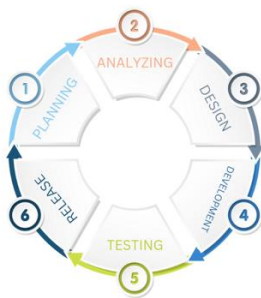 1
PLANNING
2
ANALYZING
3
DESIGN
4
DEVELOPMENT
5
TESTING
6
RELEASE